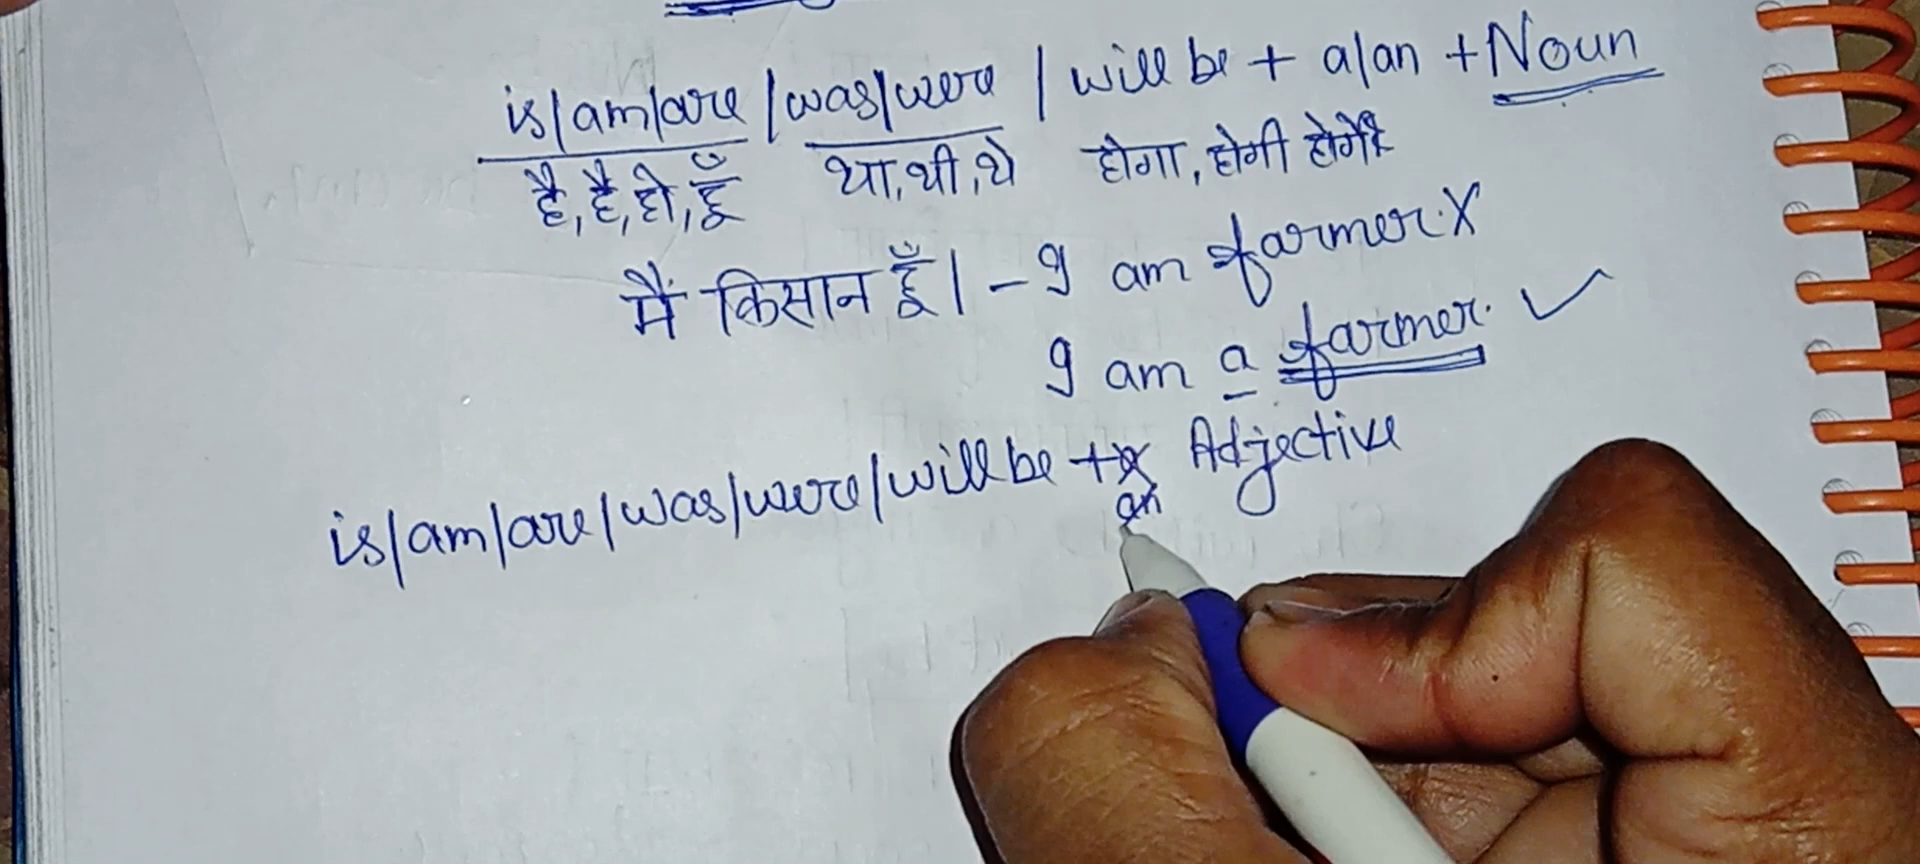 is/am/are/was/were/will be + a/an + Noun
है, हैं, हो, हूँ था, थी, थे होगा, होगी होगें
मैं किसान हूँ। - I am farmer. X
I am a farmer. ✓
is/am/are/was/were/will be + a Adjective
an